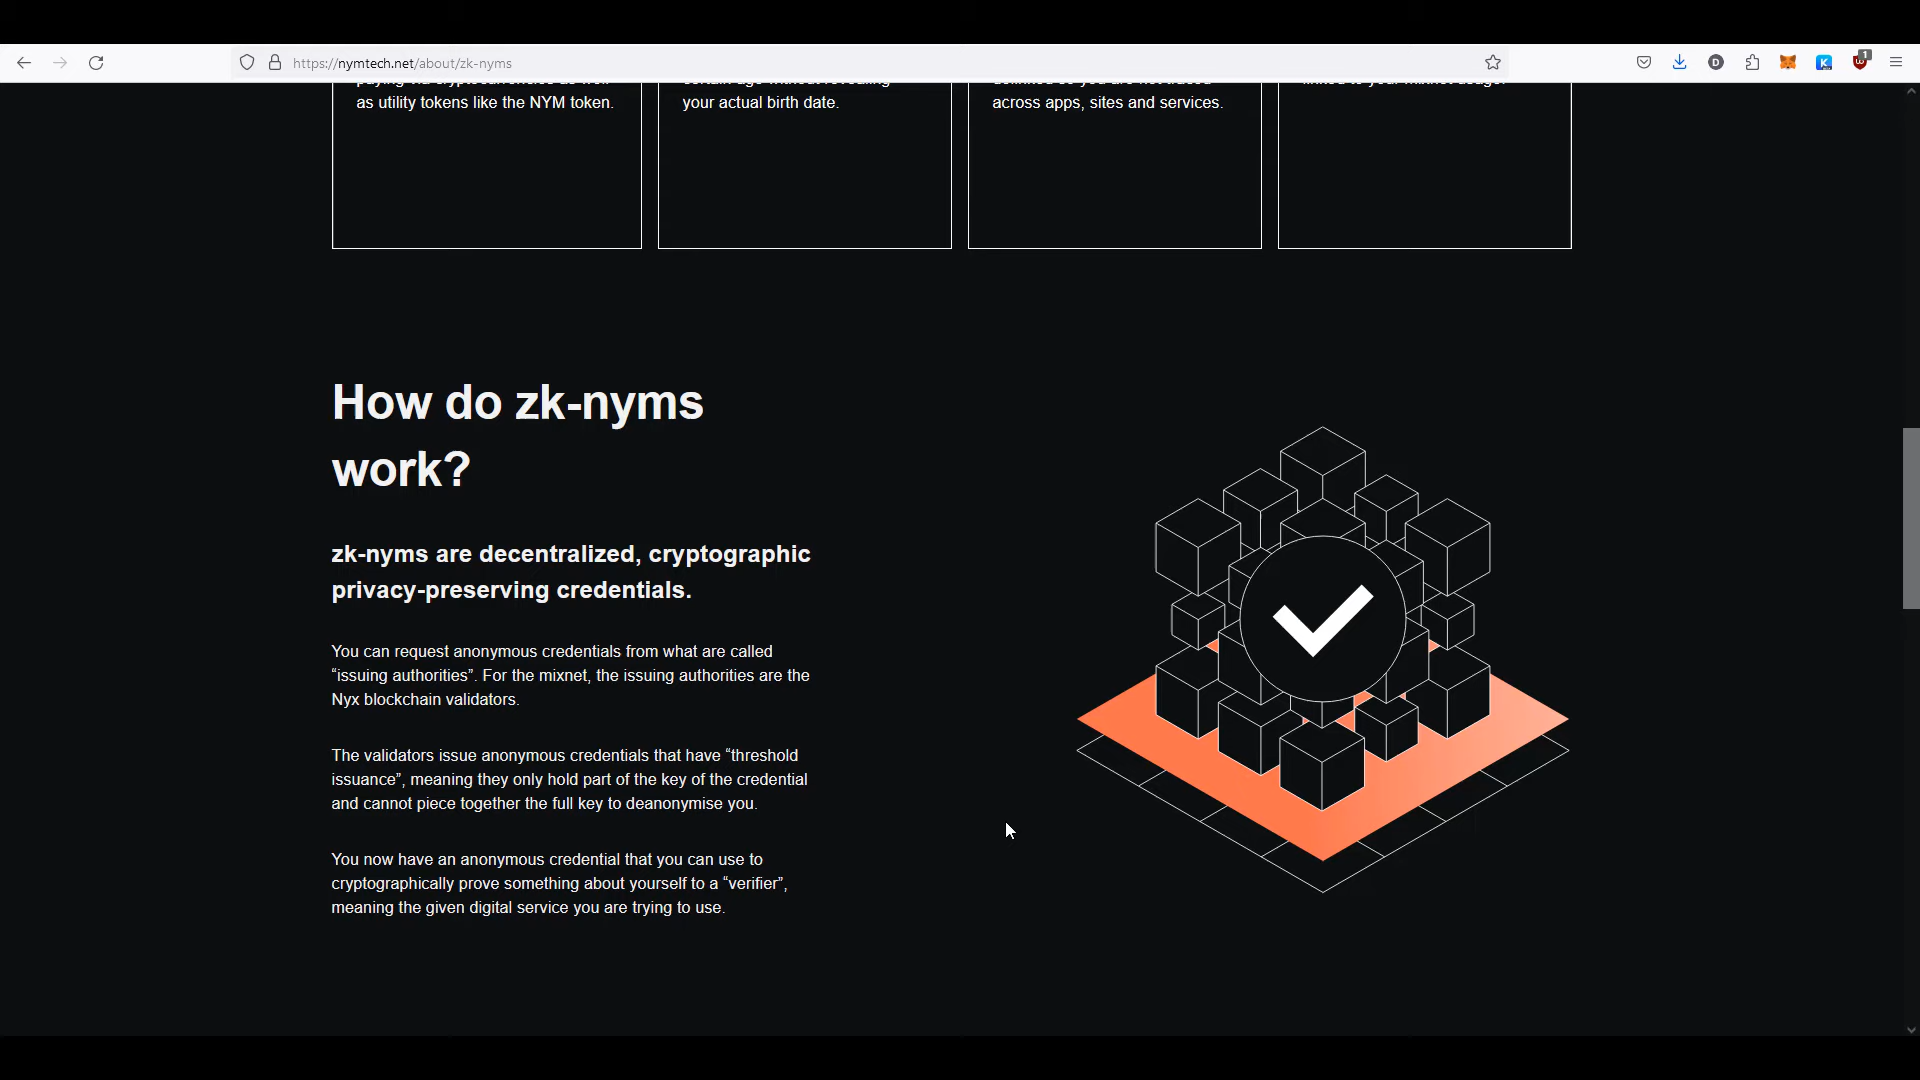 https://nymtech.net/about/zk-nyms
D
1
as utility tokens like the NYM token.
your actual birth date.
across apps, sites and services.
How do zk-nyms
work?
zk-nyms are decentralized, cryptographic
privacy-preserving credentials.
You can request anonymous credentials from what are called
“issuing authorities”. For the mixnet, the issuing authorities are the
Nyx blockchain validators.
The validators issue anonymous credentials that have “threshold
issuance”, meaning they only hold part of the key of the credential
and cannot piece together the full key to deanonymise you.
You now have an anonymous credential that you can use to
cryptographically prove something about yourself to a “verifier”,
meaning the given digital service you are trying to use.